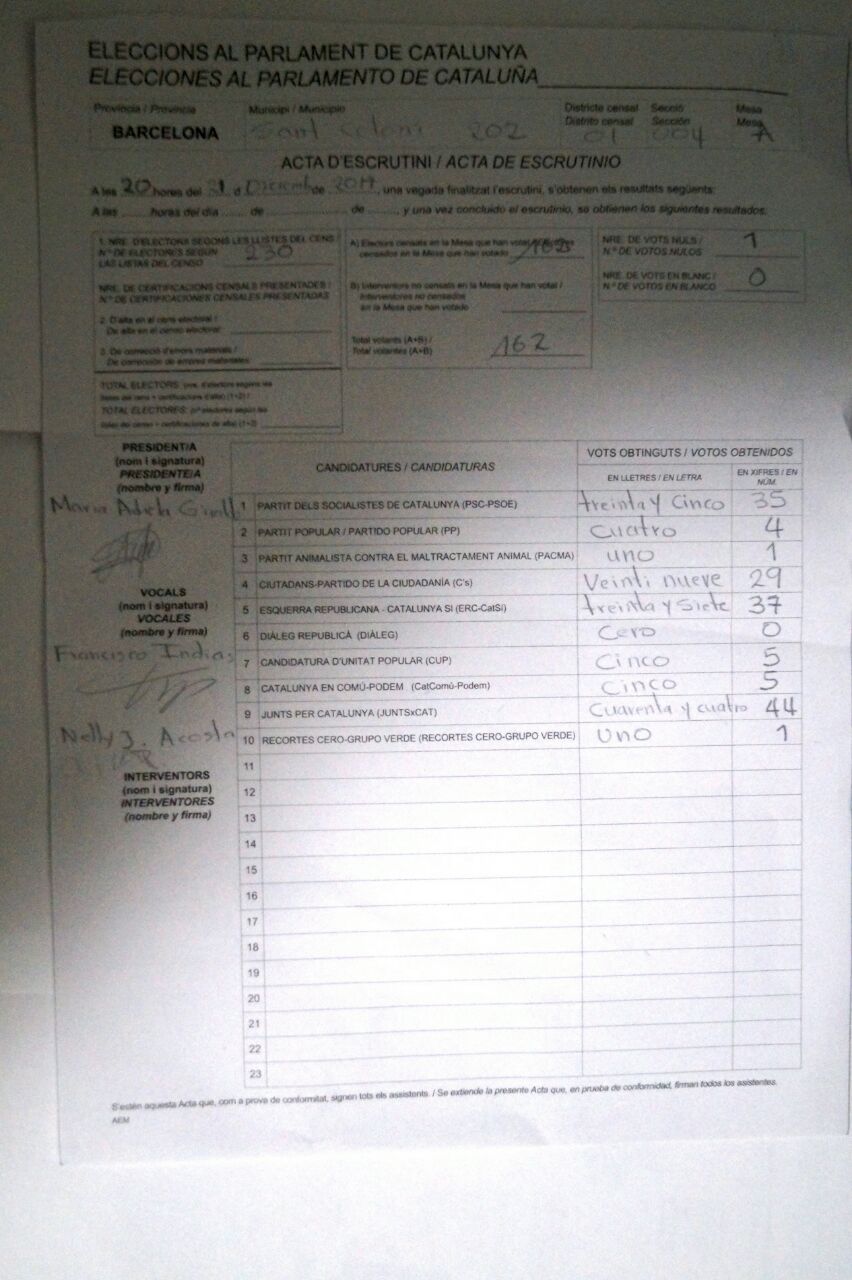 ELECCIONS AL PARLAMENT DE CATALUNYA
ELECCIONES AL PARLAMENTO DE CATALUÑA
Província / Provincia Municipi / Municipio Districte censal Secció Mesa
Distrito censal Sección Mesa
BARCELONA Sant Celoni 202 01 004 A
ACTA D'ESCRUTINI / ACTA DE ESCRUTINIO
A les 20 hores del 21 d Diciemb de 2017, una vegada finalitzat l'escrutini, s'obtenen els resultats següents:
A las ........ horas del día ........ de ........ de ........, y una vez concluido el escrutinio, se obtienen los siguientes resultados.
1. NRE. D'ELECTORS SEGONS LES LLISTES DEL CENS /
Nº DE ELECTORES SEGÚN
LAS LISTAS DEL CENSO 230
NRE. DE CERTIFICACIONS CENSALS PRESENTADES /
Nº DE CERTIFICACIONES CENSALES PRESENTADAS
2. D'alta en el cens electoral /
De alta en el censo electoral
3. De correcció d'errors materials /
De corrección de errores materiales
TOTAL ELECTORS: (nre. d'electors segons les
llistes del cens + certificacions d'alta) (1+2) /
TOTAL ELECTORES: (nº electores según las
listas del censo + certificaciones de alta) (1+2)
A) Electors censats en la Mesa que han votat / Electores
censados en la Mesa que han votado 162
B) Interventors no censats en la Mesa que han votat /
Interventores no censados
en la Mesa que han votado
Total votants (A+B) /
Total votantes (A+B) 162
NRE. DE VOTS NULS /
N.º DE VOTOS NULOS 1
NRE. DE VOTS EN BLANC /
N.º DE VOTOS EN BLANCO 0
PRESIDENT/A
(nom i signatura)
PRESIDENTE/A
(nombre y firma)
Maria Adela
VOCALS
(nom i signatura)
VOCALES
(nombre y firma)
Francisco Indias
Nelly J. Acosta
INTERVENTORS
(nom i signatura)
INTERVENTORES
(nombre y firma)
CANDIDATURES / CANDIDATURAS VOTS OBTINGUTS / VOTOS OBTENIDOS
EN LLETRES / EN LETRA EN XIFRES / EN NÚM.
1 PARTIT DELS SOCIALISTES DE CATALUNYA (PSC-PSOE) treinta y cinco 35
2 PARTIT POPULAR / PARTIDO POPULAR (PP) cuatro 4
3 PARTIT ANIMALISTA CONTRA EL MALTRACTAMENT ANIMAL (PACMA) uno 1
4 CIUTADANS-PARTIDO DE LA CIUDADANÍA (C's) Veinti nueve 29
5 ESQUERRA REPUBLICANA - CATALUNYA SÍ (ERC-CatSí) treinta y siete 37
6 DIÀLEG REPUBLICÀ (DIÀLEG) Cero 0
7 CANDIDATURA D'UNITAT POPULAR (CUP) Cinco 5
8 CATALUNYA EN COMÚ-PODEM (CatComú-Podem) Cinco 5
9 JUNTS PER CATALUNYA (JUNTSxCAT) Cuarenta y cuatro 44
10 RECORTES CERO-GRUPO VERDE (RECORTES CERO-GRUPO VERDE) uno 1
11
12
13
14
15
16
17
18
19
20
21
22
23
S'estén aquesta Acta que, com a prova de conformitat, signen tots els assistents. / Se extiende la presente Acta que, en prueba de conformidad, firman todos los asistentes.
AEM